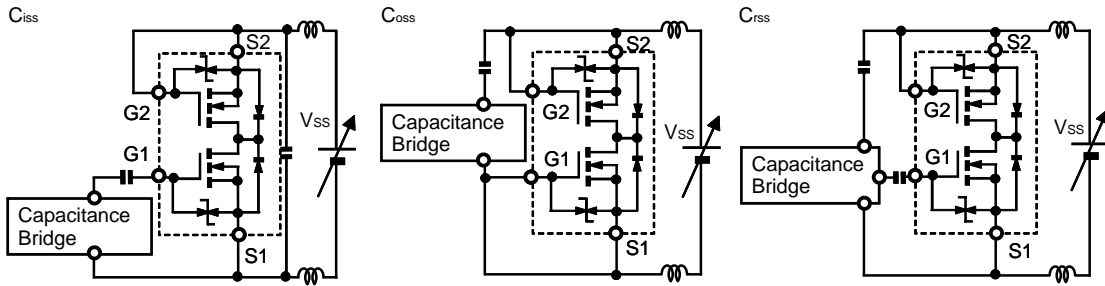 Ciss
S2
G2
G1
Capacitance
Bridge
S1
VSS
Coss
S2
G2
Capacitance
Bridge
G1
S1
VSS
Crss
S2
G2
G1
Capacitance
Bridge
S1
VSS